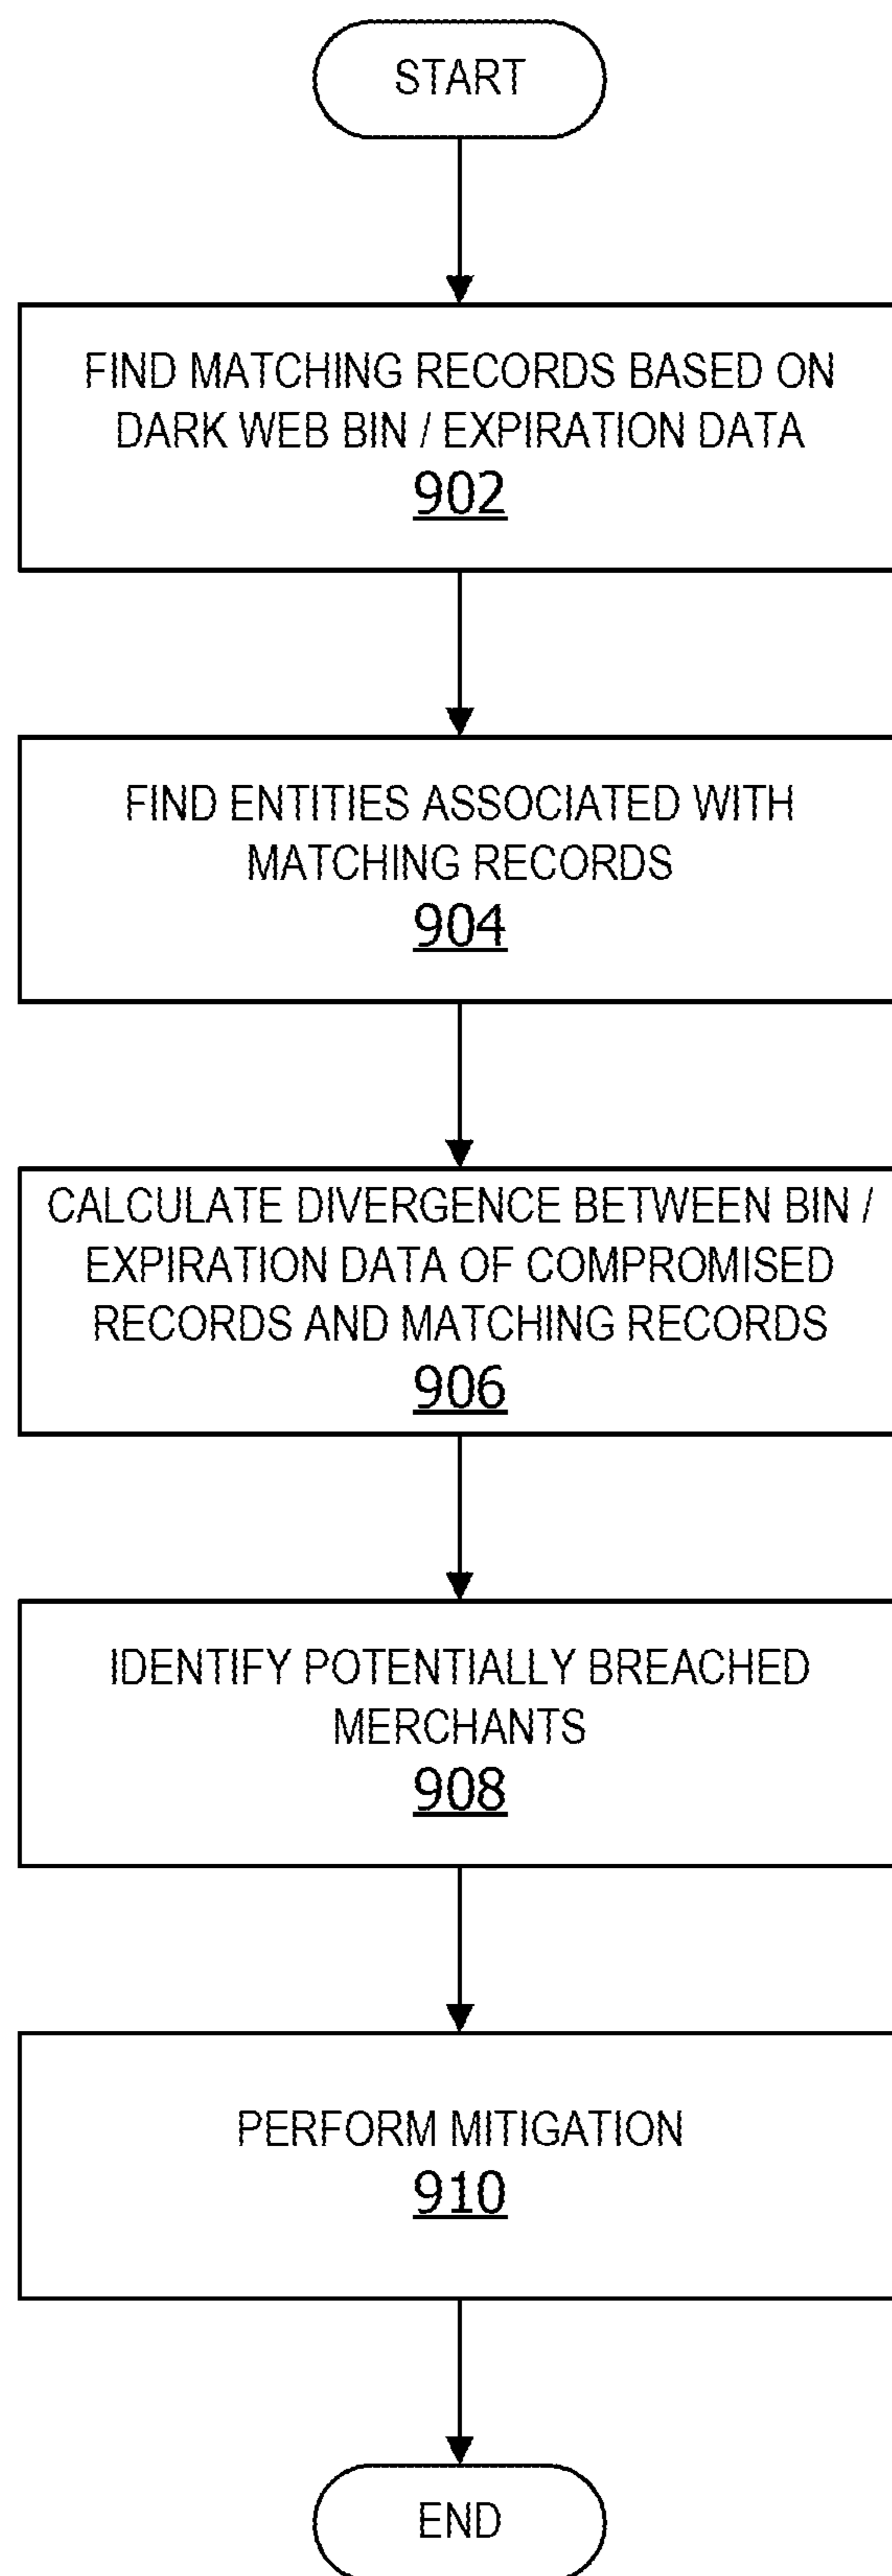 START
FIND MATCHING RECORDS BASED ON
DARK WEB BIN / EXPIRATION DATA
902
FIND ENTITIES ASSOCIATED WITH
MATCHING RECORDS
904
CALCULATE DIVERGENCE BETWEEN BIN /
EXPIRATION DATA OF COMPROMISED
RECORDS AND MATCHING RECORDS
906
IDENTIFY POTENTIALLY BREACHED
MERCHANTS
908
PERFORM MITIGATION
910
END